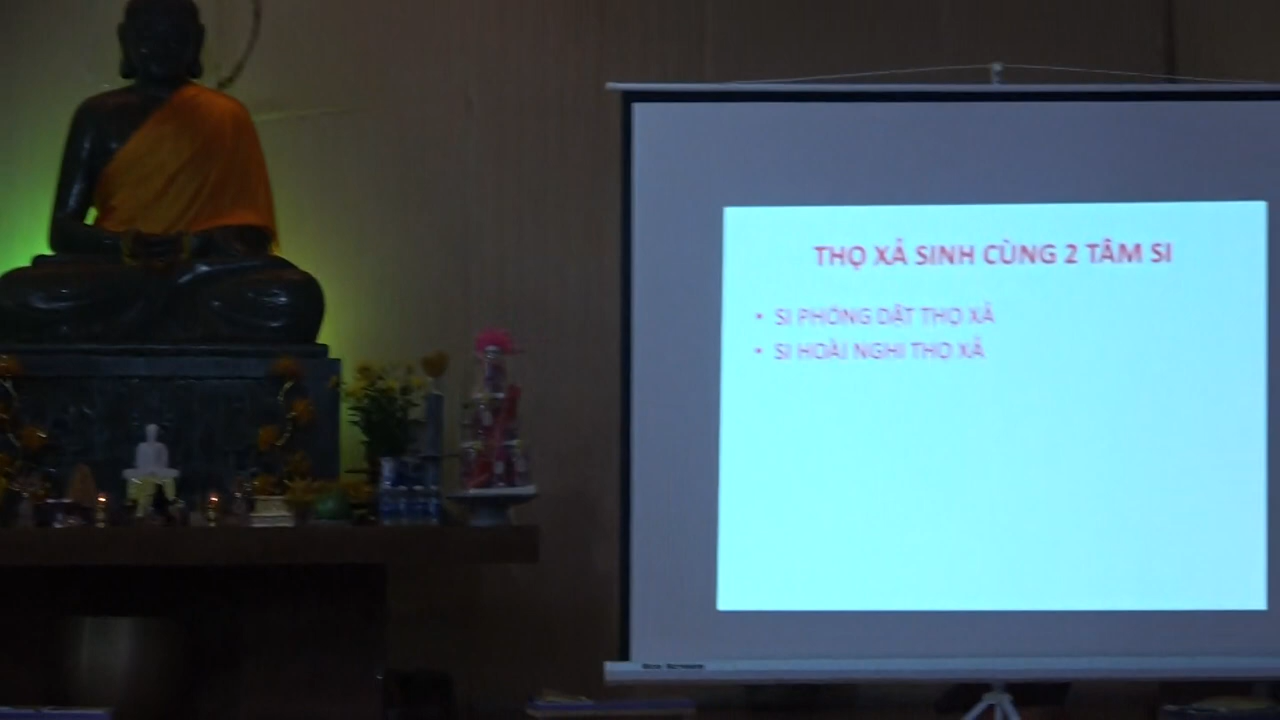 THỌ XẢ SINH CÙNG 2 TÂM SI
• SI PHÓNG DẬT THỌ XẢ
• SI HOÀI NGHI THỌ XẢ